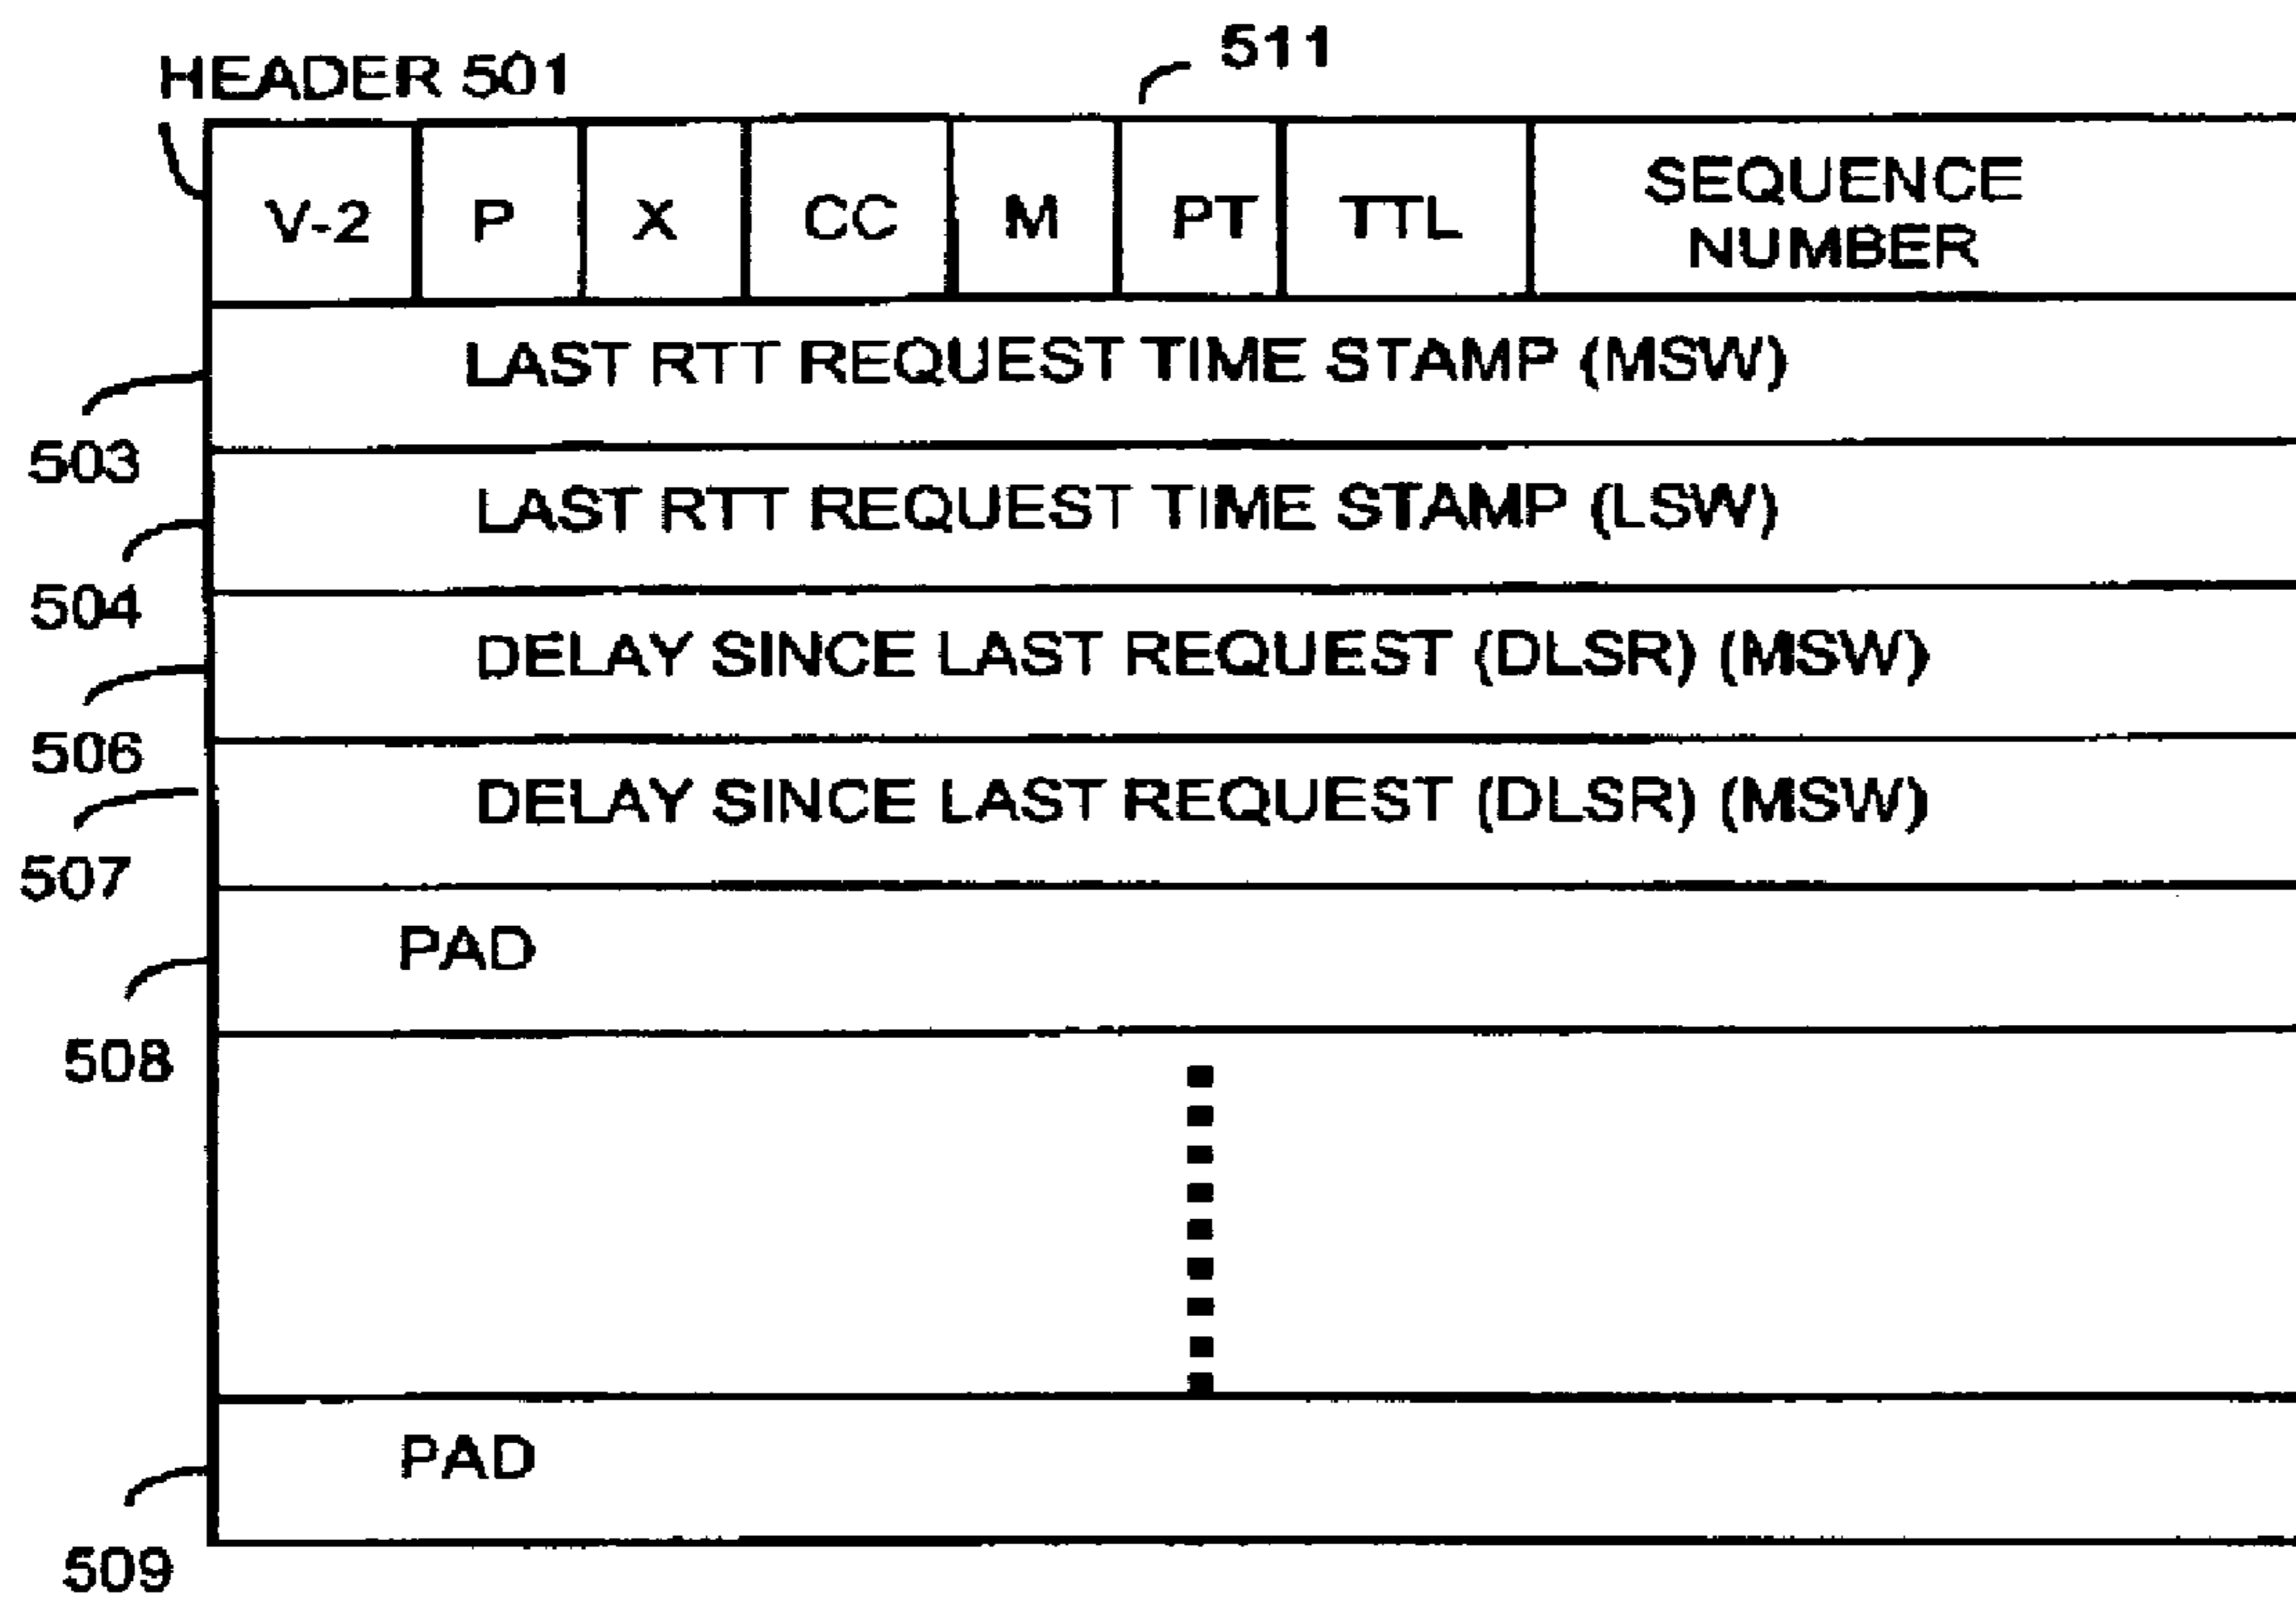 HEADER 501
511
V-2 P X CC M PT TTL SEQUENCE NUMBER
LAST RTT REQUEST TIME STAMP (MSW)
503
LAST RTT REQUEST TIME STAMP (LSW)
504
DELAY SINCE LAST REQUEST (DLSR) (MSW)
506
DELAY SINCE LAST REQUEST (DLSR) (MSW)
507
PAD
508
PAD
509